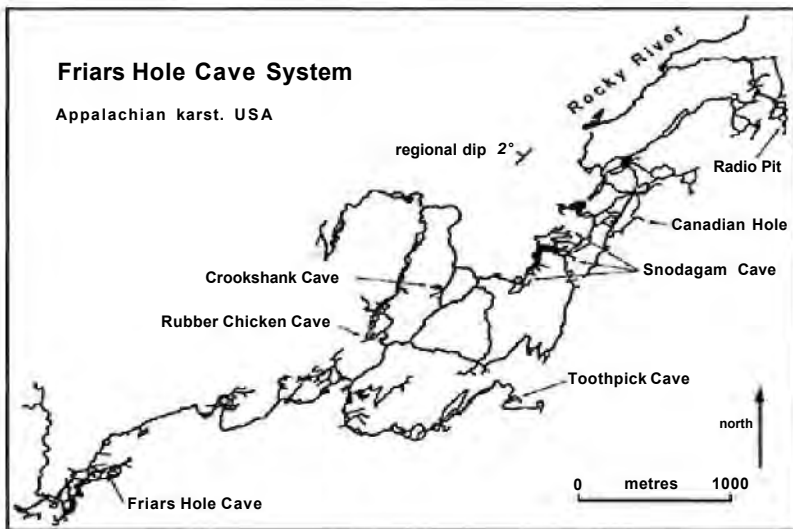 Friars Hole Cave System
Appalachian karst. USA
Rocky River
regional dip 2°
Radio Pit
Canadian Hole
Snodagam Cave
Crookshank Cave
Rubber Chicken Cave
Toothpick Cave
north
metres
0 1000
Friars Hole Cave